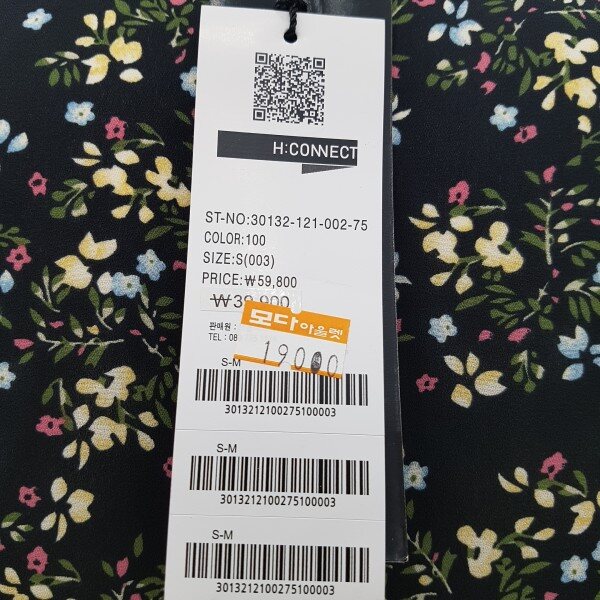 H:CONNECT
ST-NO:30132-121-002-75
COLOR:100
SIZE:S(003)
PRICE:₩59,800
₩39,900
모다아울렛
판매원 :
TEL : 08
19000
S-M
3013212100275100003
S-M
3013212100275100003
S-M
3013212100275100003